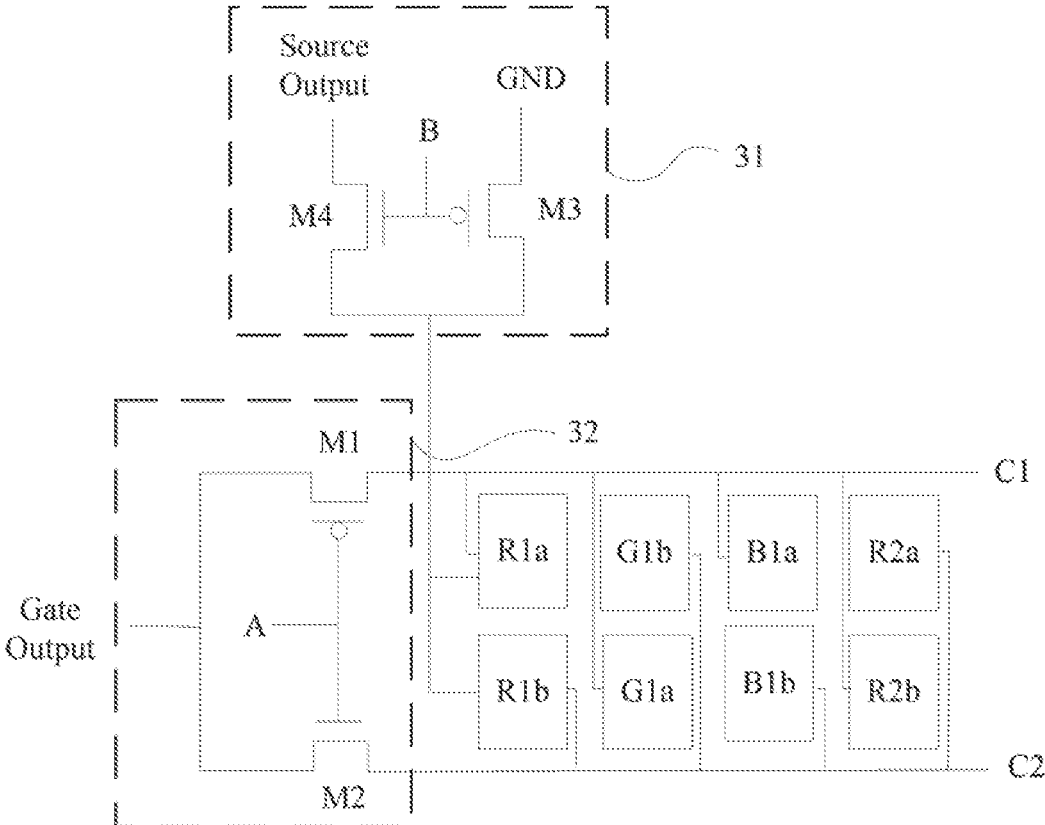 Source
Output
GND
B
31
M4
M3
32
M1
C1
R1a
G1b
B1a
R2a
Gate
Output
A
R1b
G1a
B1b
R2b
M2
C2